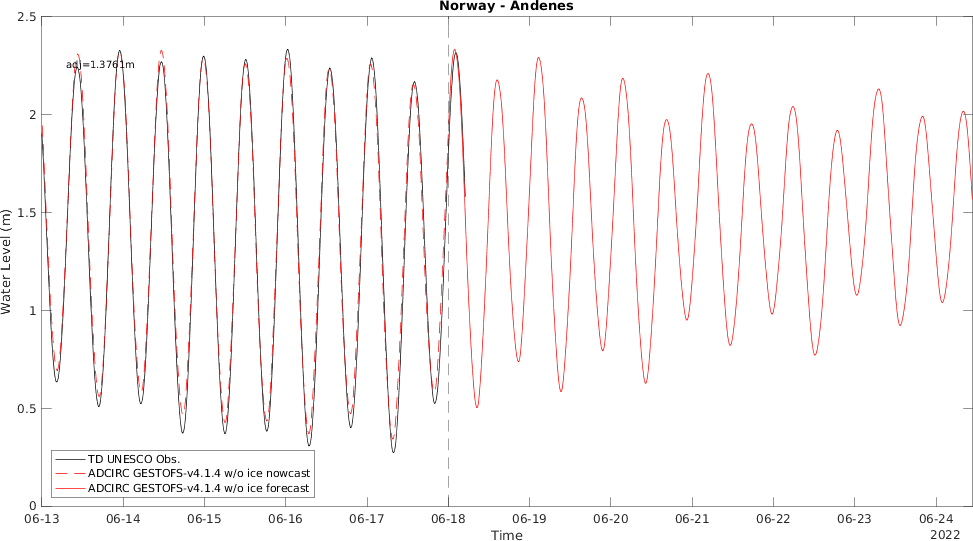 Norway - Andenes
2.5
2
1.5
1
0.5
0
Water Level (m)
adj=1.3761m
TD UNESCO Obs.
ADCIRC GESTOFS-v4.1.4 w/o ice nowcast
ADCIRC GESTOFS-v4.1.4 w/o ice forecast
06-13 06-14 06-15 06-16 06-17 06-18 06-19 06-20 06-21 06-22 06-23 06-24
2022
Time